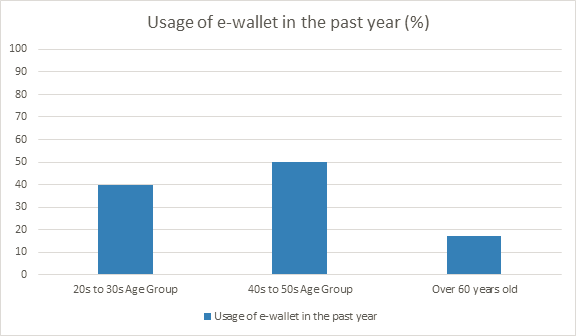 Usage of e-wallet in the past year (%)
100
90
80
70
60
50
40
30
20
10
0
20s to 30s Age Group
40s to 50s Age Group
Over 60 years old
Usage of e-wallet in the past year